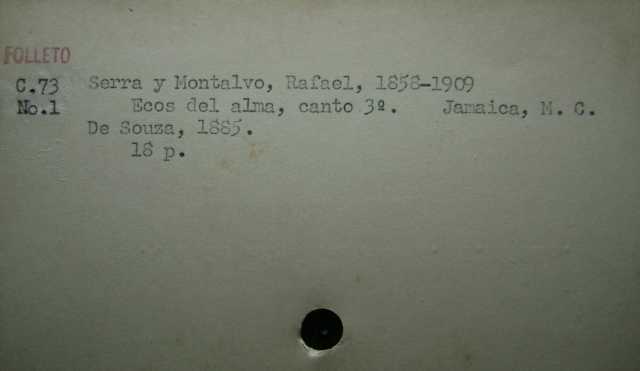 FOLLETO
C.73 Serra y Montalvo, Rafael, 1858-1909
No.1 Ecos del alma, canto 3º. Jamaica, M. C.
De Souza, 1885.
18 p.